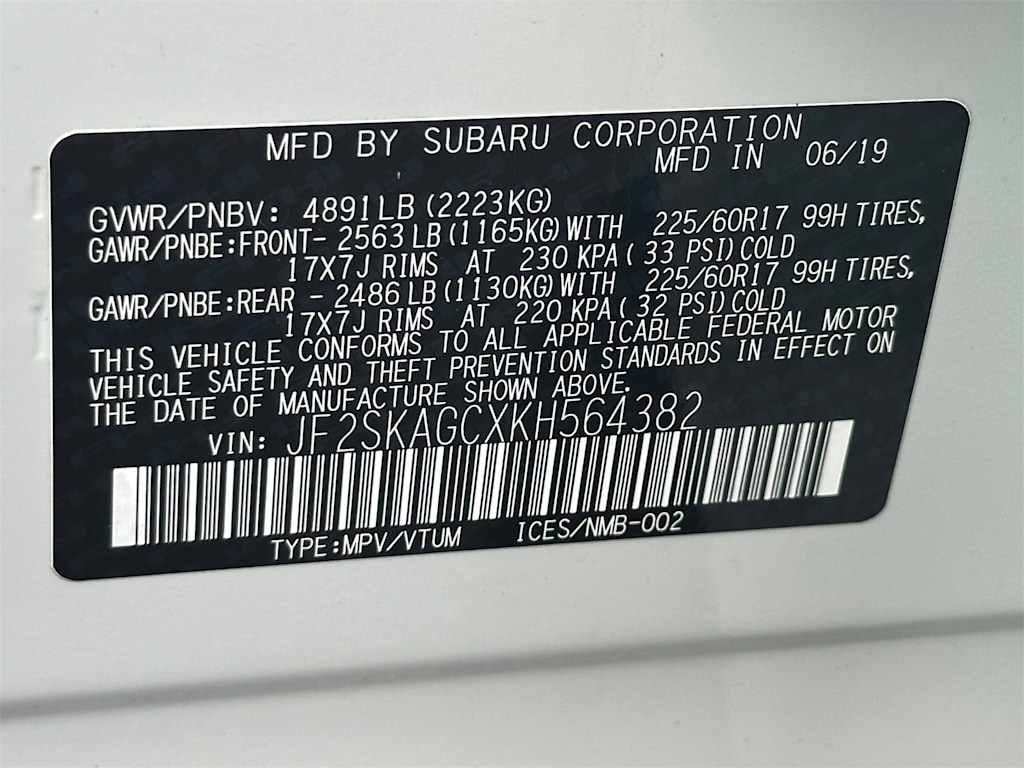 MFD BY SUBARU CORPORATION
MFD IN 06/19
GVWR/PNBV: 4891LB (2223KG)
GAWR/PNBE:FRONT- 2563LB (1165KG) WITH 225/60R17 99H TIRES,
17X7J RIMS AT 230 KPA( 33 PSI) COLD
GAWR/PNBE:REAR - 2486LB (1130KG) WITH 225/60R17 99H TIRES,
17X7J RIMS AT 220 KPA( 32 PSI) COLD
THIS VEHICLE CONFORMS TO ALL APPLICABLE FEDERAL MOTOR
VEHICLE SAFETY AND THEFT PREVENTION STANDARDS IN EFFECT ON
THE DATE OF MANUFACTURE SHOWN ABOVE.
VIN: JF2SKAGCXKH564382
TYPE:MPV/VTUM ICES/NMB-002